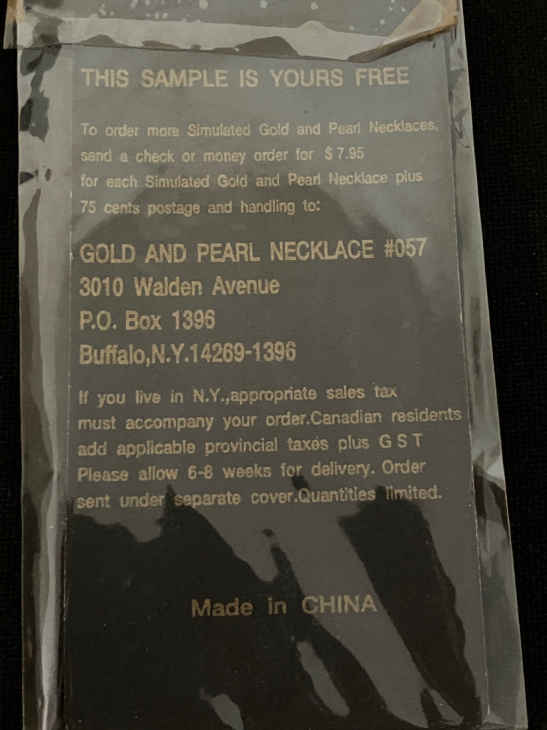 THIS SAMPLE IS YOURS FREE
To order more Simulated Gold and Pearl Necklaces,
send a check or money order for $7.95
for each Simulated Gold and Pearl Necklace plus
75 cents postage and handling to:
GOLD AND PEARL NECKLACE #057
3010 Walden Avenue
P.O. Box 1396
Buffalo,N.Y.14269-1396
If you live in N.Y.,appropriate sales tax
must accompany your order.Canadian residents
add applicable provincial taxes plus G S T
Please allow 6-8 weeks for delivery. Order
sent under separate cover.Quantities limited.
Made in CHINA